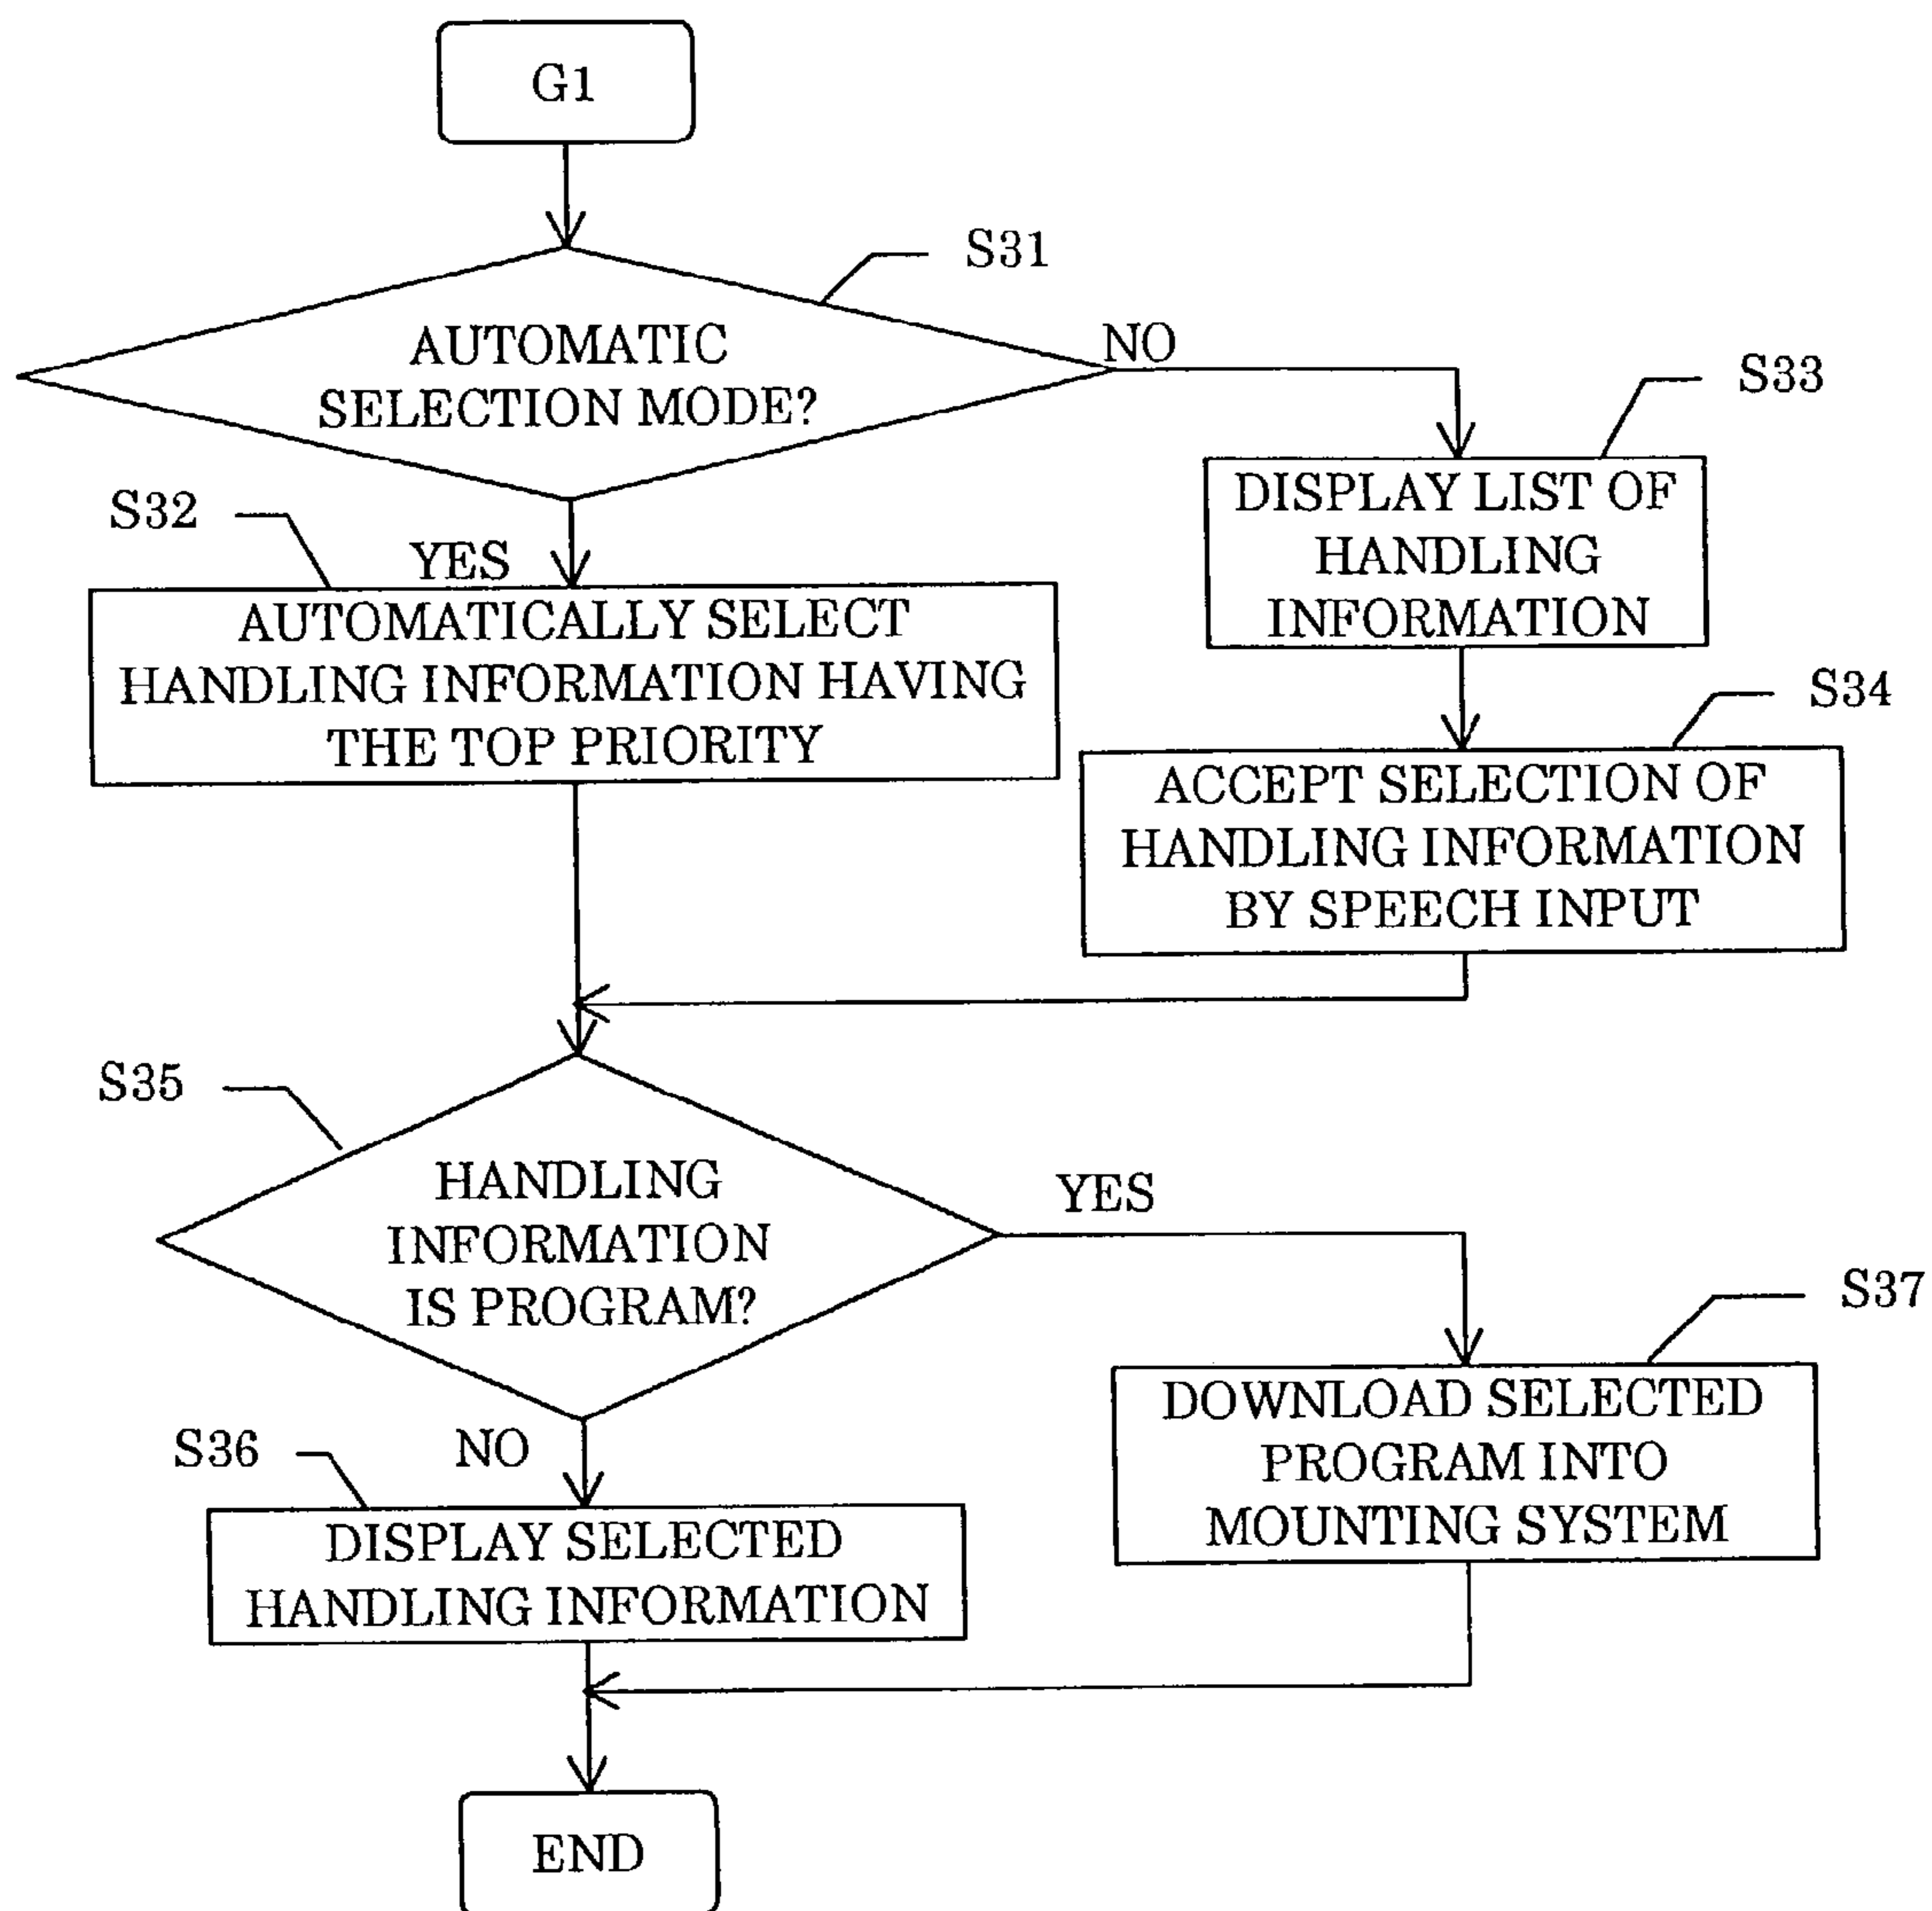 G1
S31
AUTOMATIC
SELECTION MODE?
NO
S33
DISPLAY LIST OF
HANDLING
INFORMATION
S32
YES
AUTOMATICALLY SELECT
HANDLING INFORMATION HAVING
THE TOP PRIORITY
S34
ACCEPT SELECTION OF
HANDLING INFORMATION
BY SPEECH INPUT
S35
HANDLING
INFORMATION
IS PROGRAM?
YES
S37
DOWNLOAD SELECTED
PROGRAM INTO
MOUNTING SYSTEM
NO
S36
DISPLAY SELECTED
HANDLING INFORMATION
END